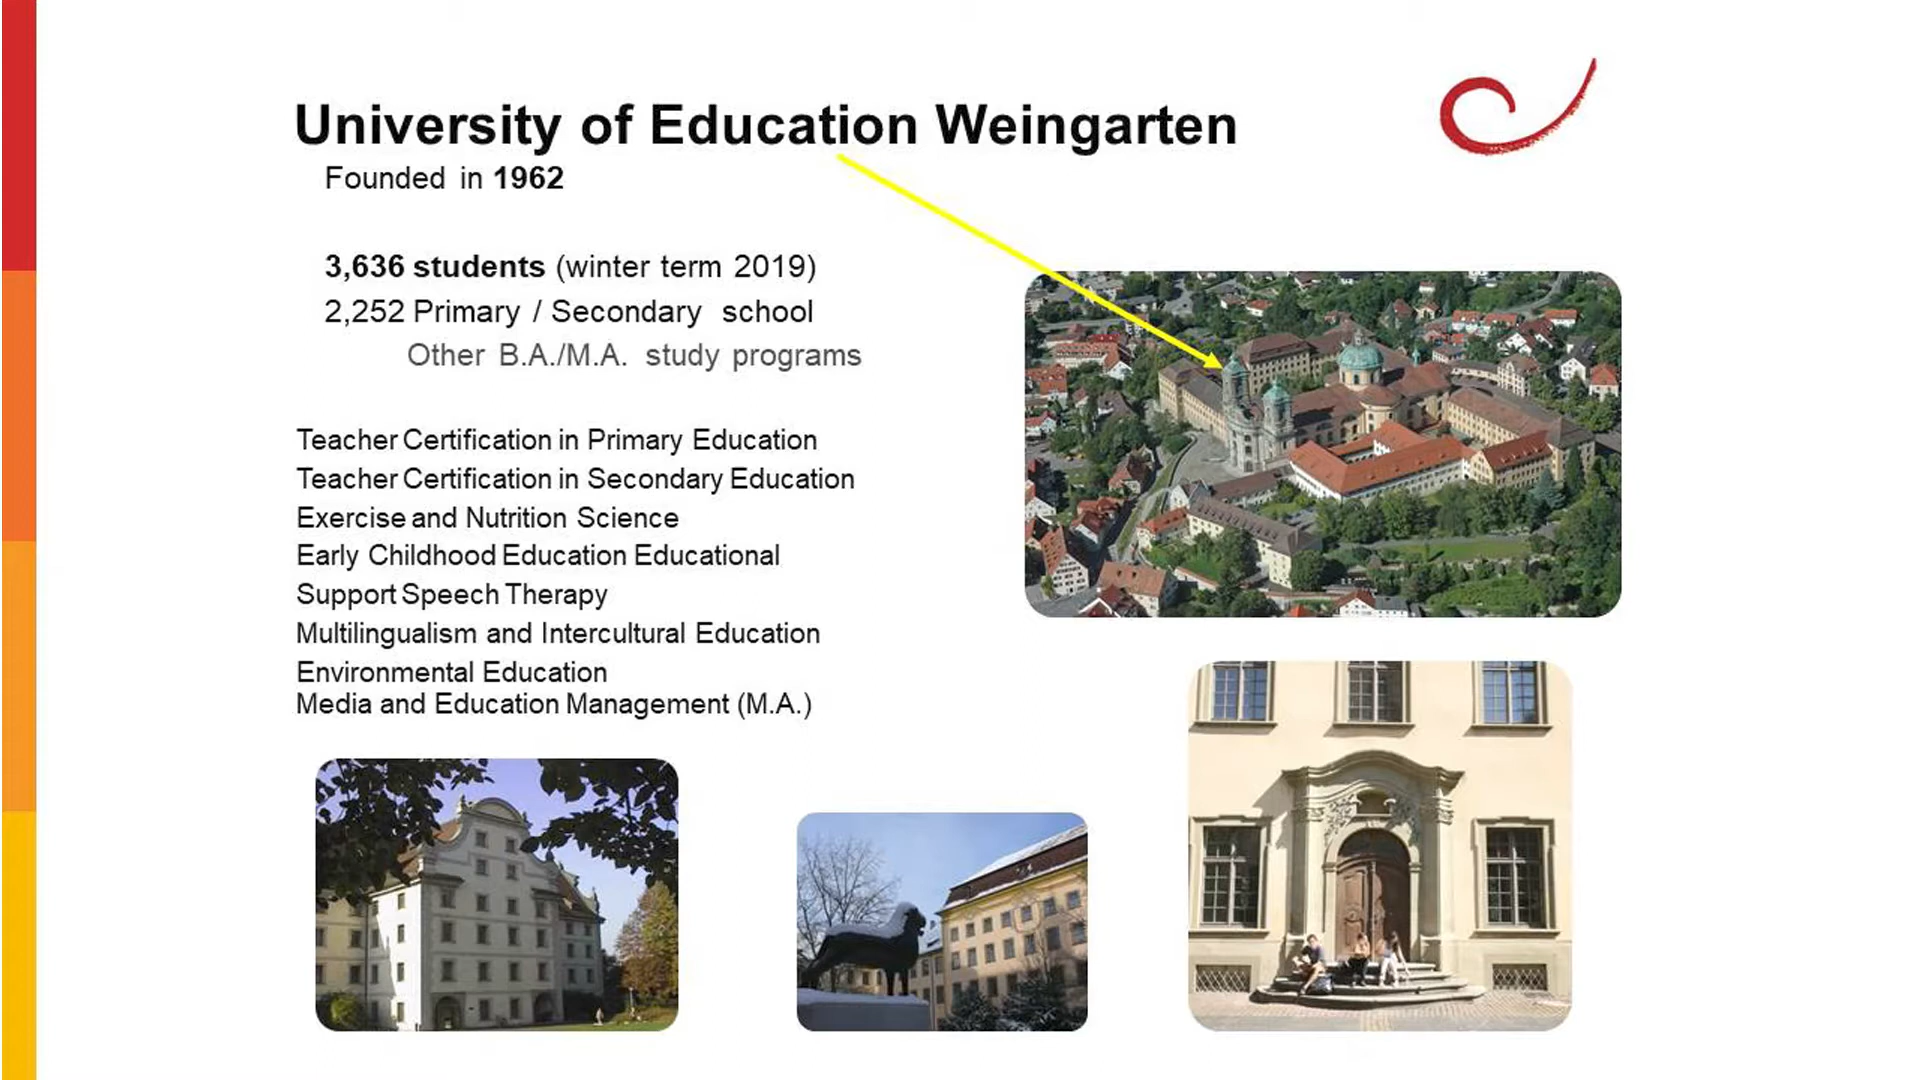 University of Education Weingarten
Founded in 1962
3,636 students (winter term 2019)
2,252 Primary / Secondary school
Other B.A./M.A. study programs
Teacher Certification in Primary Education
Teacher Certification in Secondary Education
Exercise and Nutrition Science
Early Childhood Education Educational
Support Speech Therapy
Multilingualism and Intercultural Education
Environmental Education
Media and Education Management (M.A.)